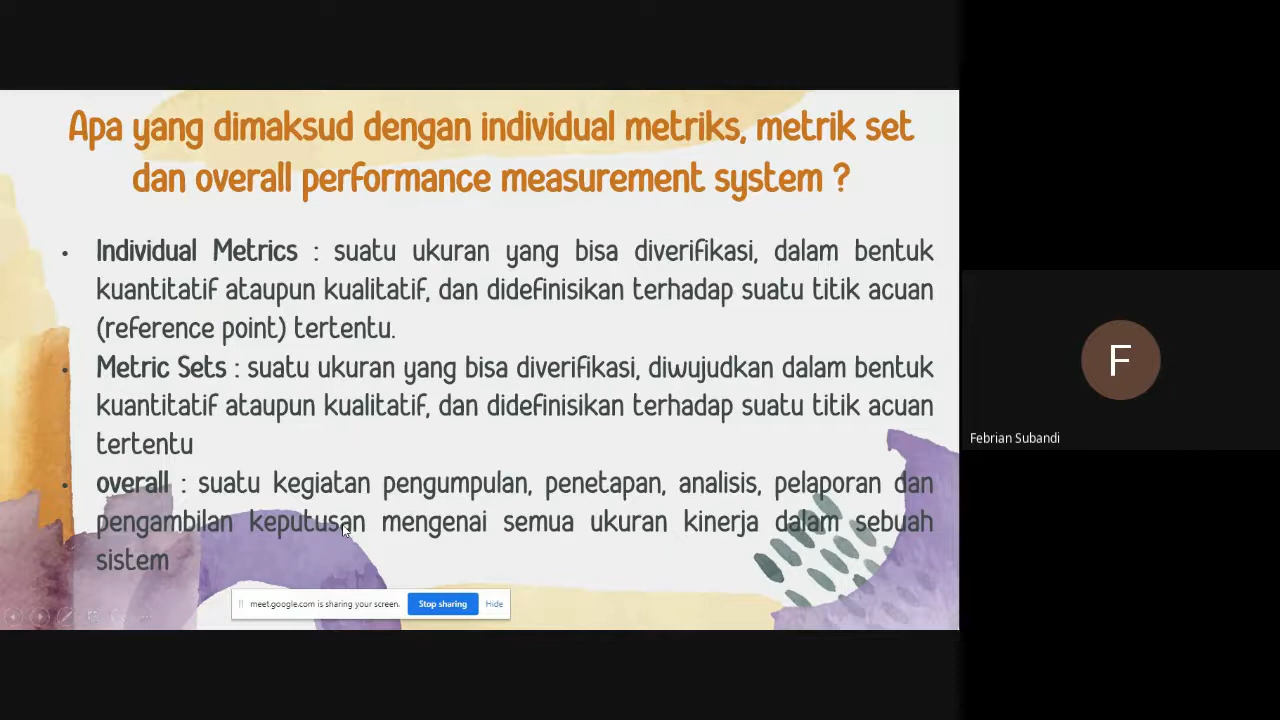 Apa yang dimaksud dengan individual metriks, metrik set
dan overall performance measurement system ?
• Individual Metrics : suatu ukuran yang bisa diverifikasi, dalam bentuk
kuantitatif ataupun kualitatif, dan didefinisikan terhadap suatu titik acuan
(reference point) tertentu.
• Metric Sets : suatu ukuran yang bisa diverifikasi, diwujudkan dalam bentuk
kuantitatif ataupun kualitatif, dan didefinisikan terhadap suatu titik acuan
tertentu
• overall : suatu kegiatan pengumpulan, penetapan, analisis, pelaporan dan
pengambilan keputusan mengenai semua ukuran kinerja dalam sebuah
sistem
meet.google.com is sharing your screen. Stop sharing Hide
F
Febrian Subandi